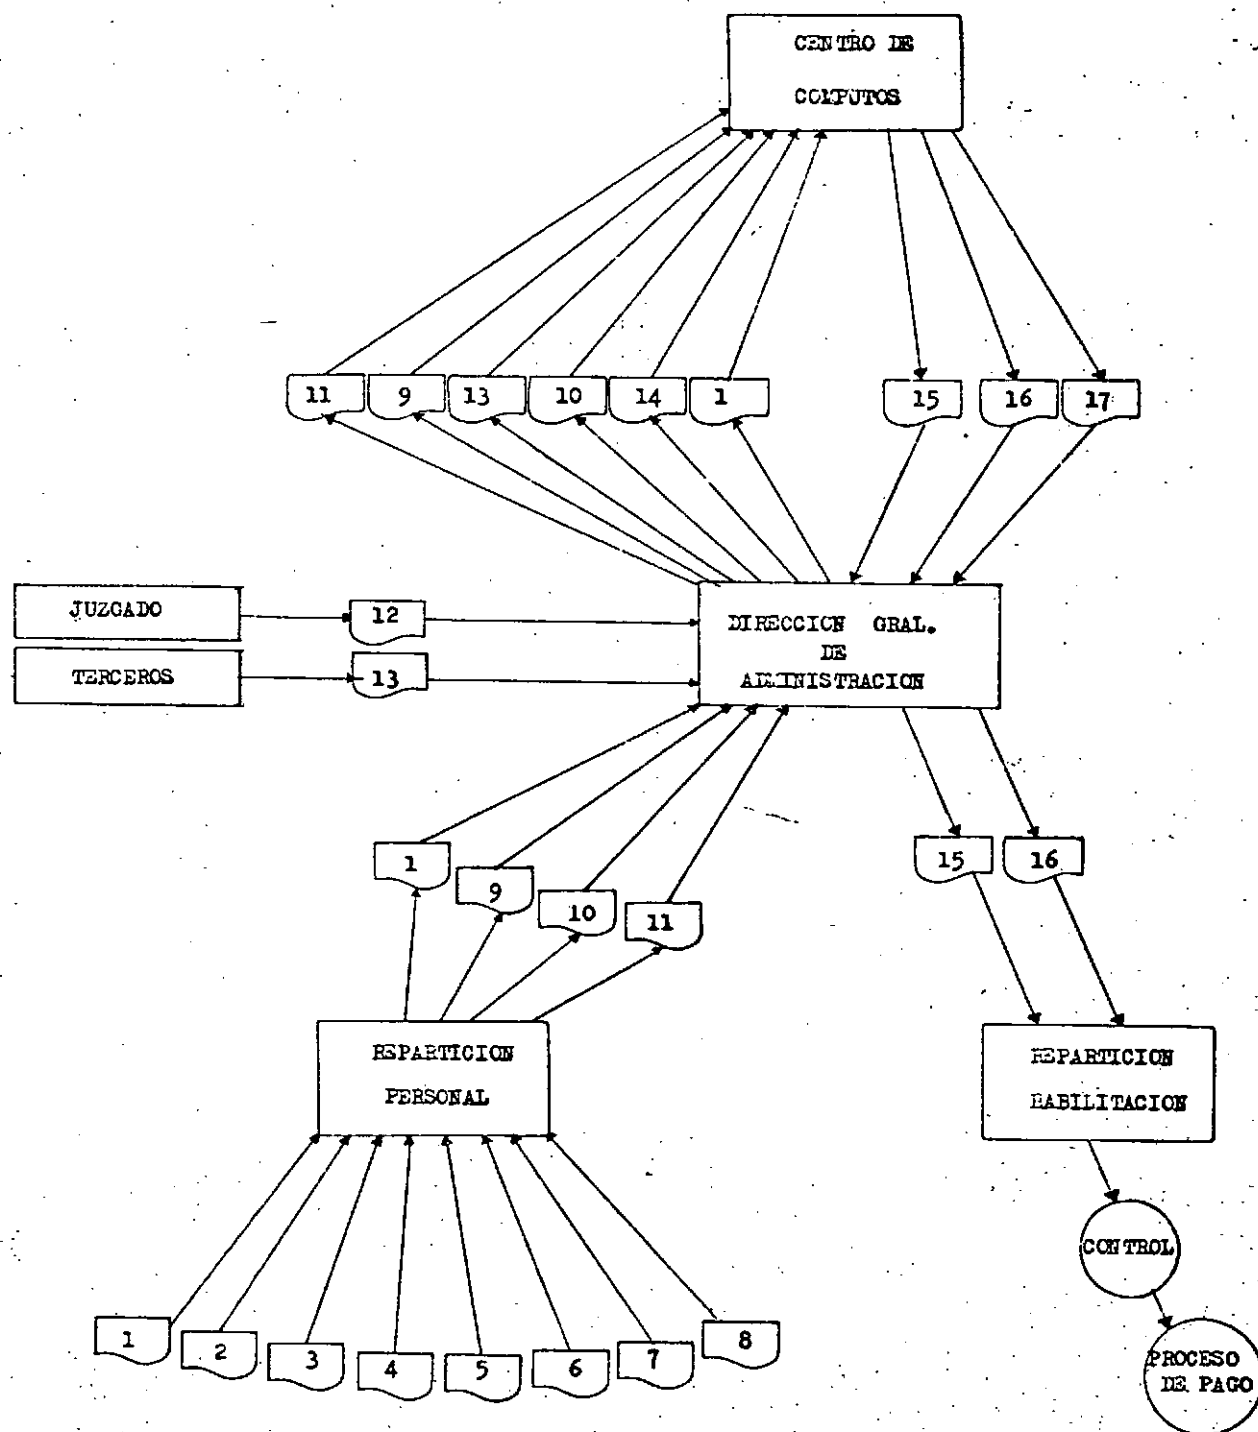 CENTRO DE
COMPUTOS
11 9 13 10 14 1 15 16 17
JUZGADO
12
DIRECCION GRAL.
DE
ADMINISTRACION
TERCEROS
13
1
9
10
11
15 16
REPARTICION
PERSONAL
REPARTICION
HABILITACION
CONTROL
1 2 3 4 5 6 7 8
PROCESO
DE PAGO